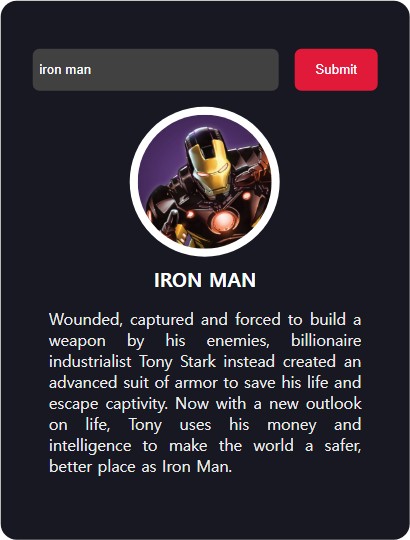 iron man
Submit
IRON MAN
Wounded, captured and forced to build a
weapon by his enemies, billionaire
industrialist Tony Stark instead created an
advanced suit of armor to save his life and
escape captivity. Now with a new outlook
on life, Tony uses his money and
intelligence to make the world a safer,
better place as Iron Man.